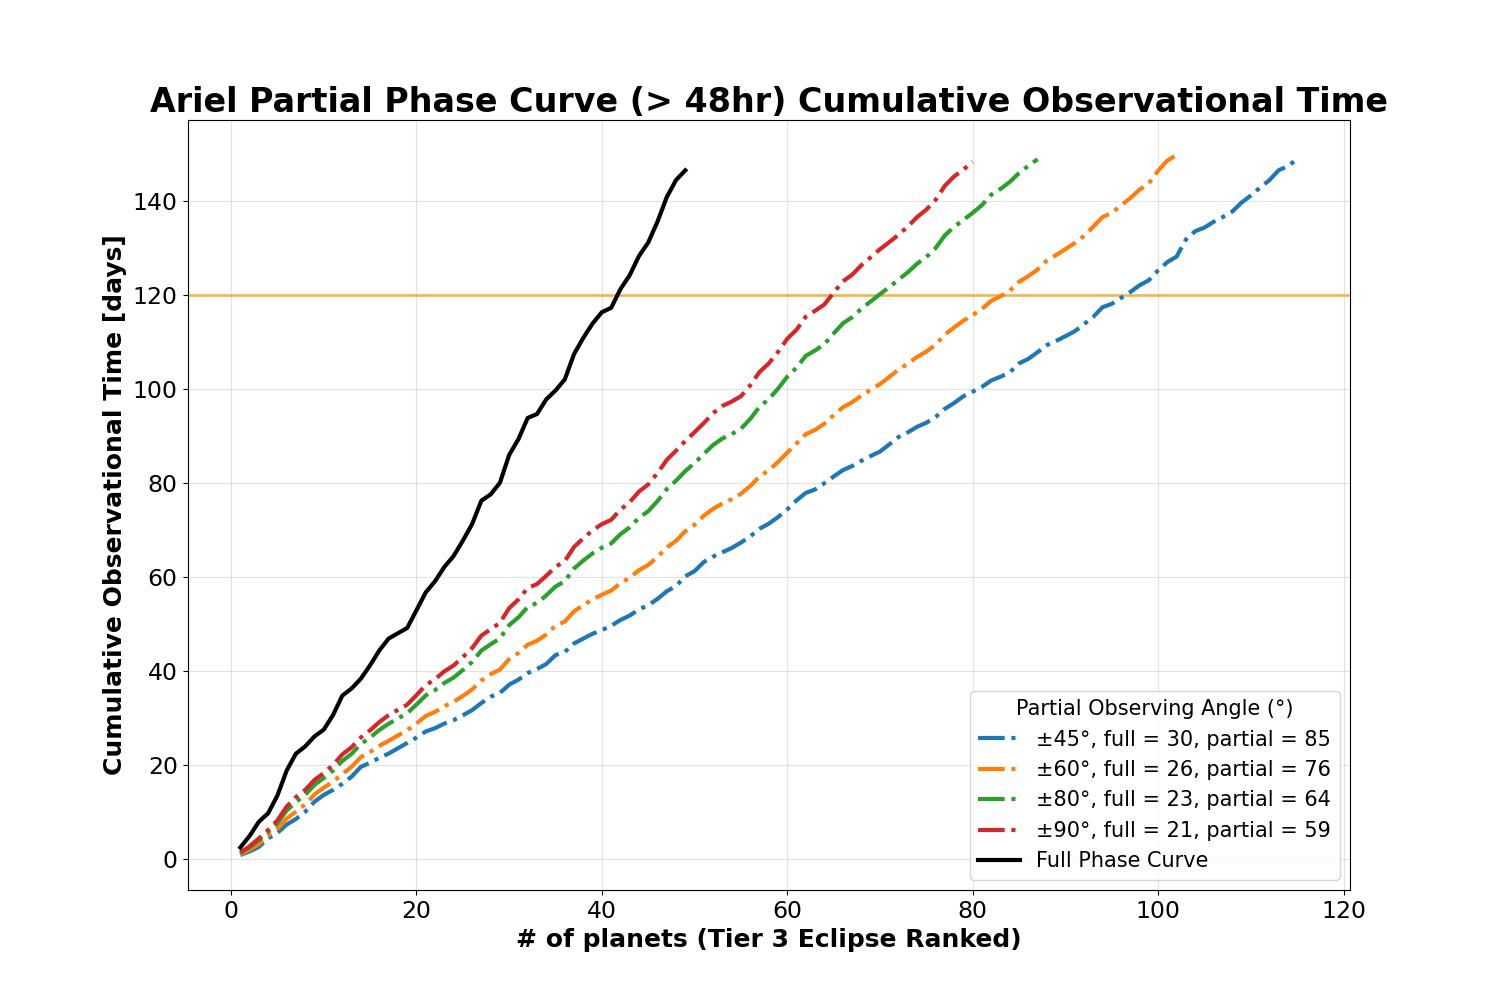 Ariel Partial Phase Curve (> 48hr) Cumulative Observational Time
Cumulative Observational Time [days]
140
120
100
80
60
40
20
0
Partial Observing Angle (°)
±45°, full = 30, partial = 85
±60°, full = 26, partial = 76
±80°, full = 23, partial = 64
±90°, full = 21, partial = 59
Full Phase Curve
0 20 40 60 80 100 120
# of planets (Tier 3 Eclipse Ranked)